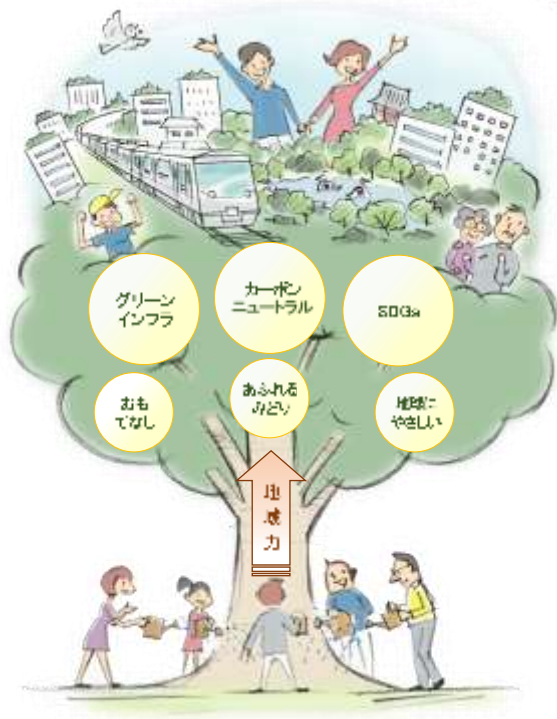 グリーン
インフラ
カーボン
ニュートラル
SDGs
おも
てなし
あふれる
みどり
地球に
やさしい
地
域
力